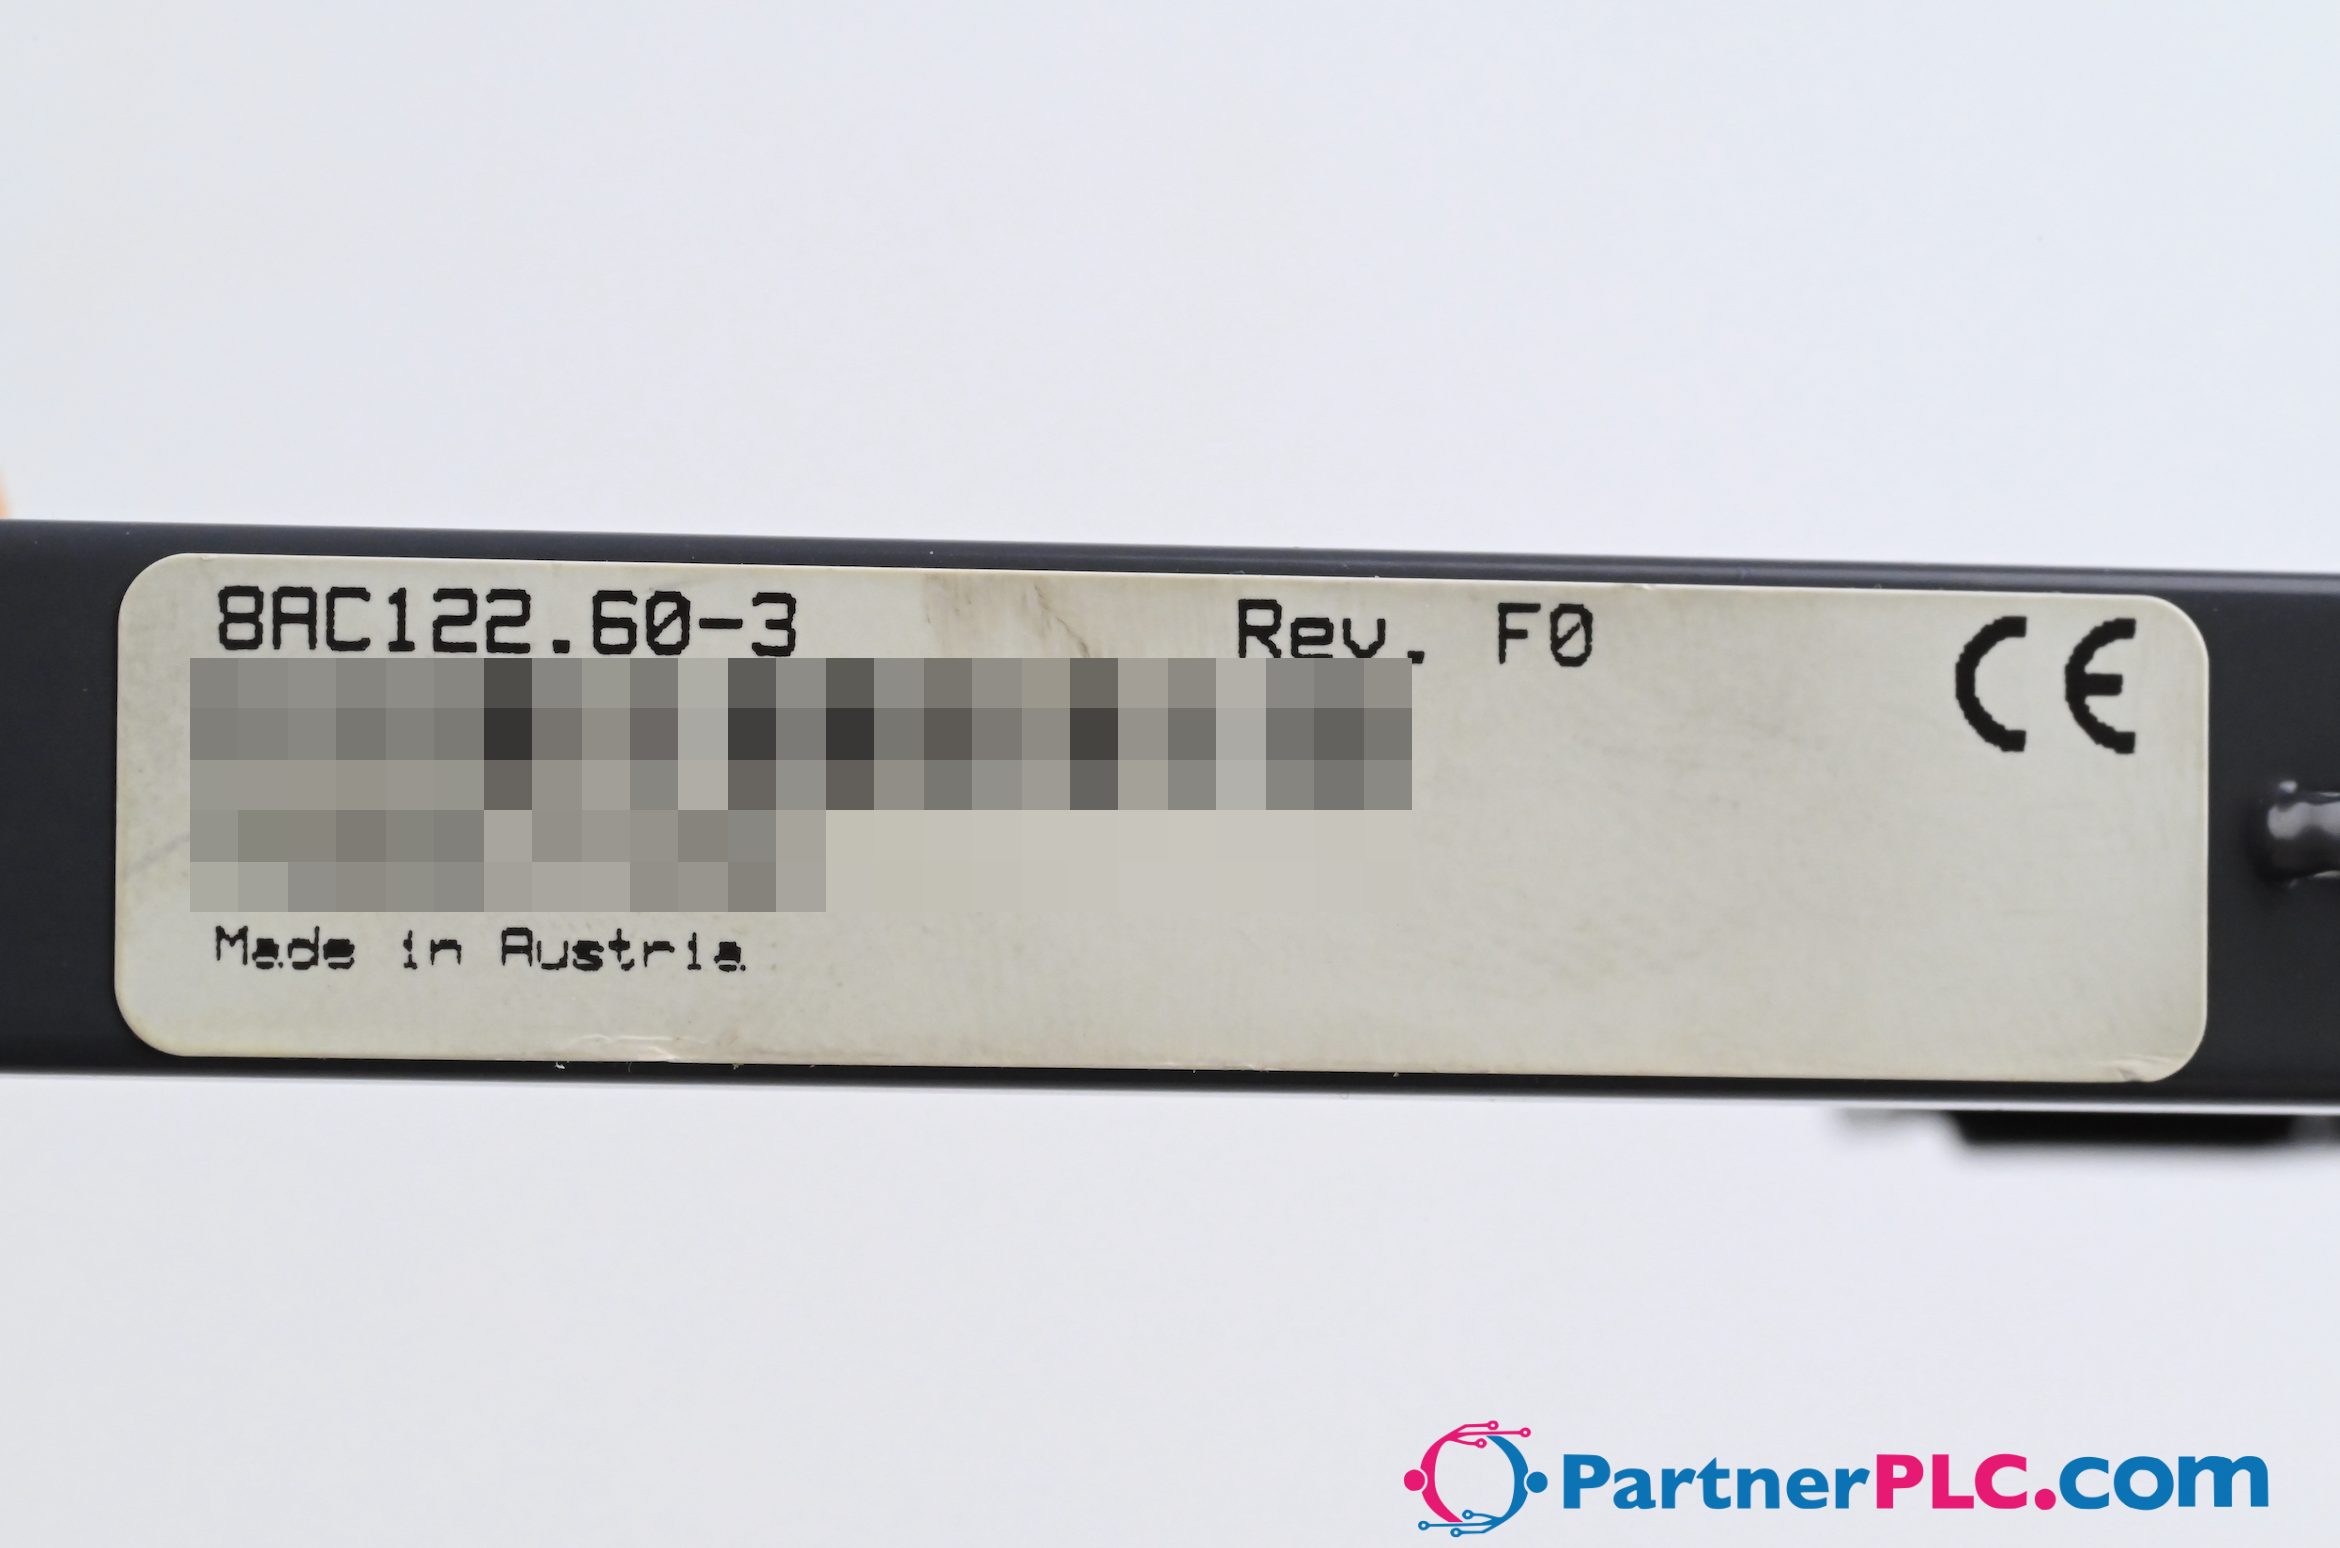 8AC122.60-3 Rev. F0 CE
Made in Austria
PartnerPLC.com